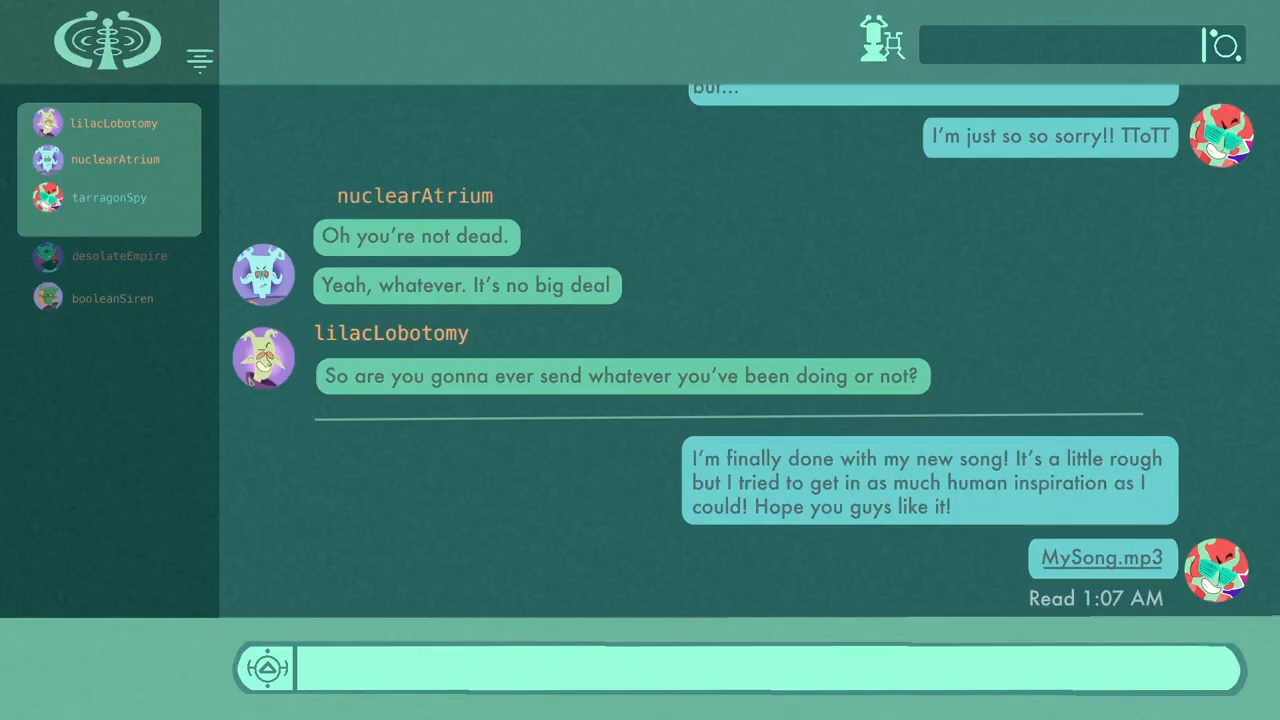 lilacLobotomy
nuclearAtrium
tarragonSpy
desolateEmpire
booleanSiren
but...
I'm just so so sorry!! TToTT
nuclearAtrium
Oh you're not dead.
Yeah, whatever. It's no big deal
lilacLobotomy
So are you gonna ever send whatever you've been doing or not?
I'm finally done with my new song! It's a little rough
but I tried to get in as much human inspiration as I
could! Hope you guys like it!
MySong.mp3
Read 1:07 AM